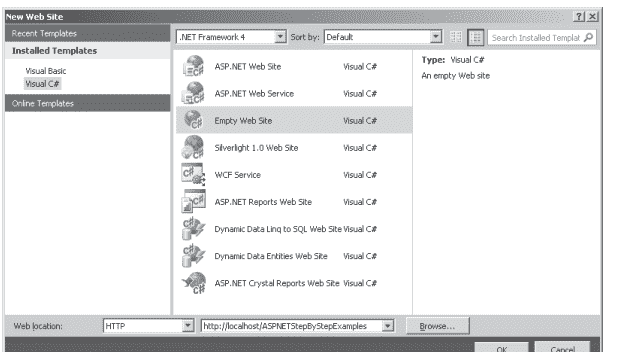 New Web Site
Recent Templates
.NET Framework 4 Sort by: Default Search Installed Templat
Installed Templates
Visual Basic
Visual C#
Online Templates
ASP.NET Web Site Visual C#
ASP.NET Web Service Visual C#
Empty Web Site Visual C#
Silverlight 1.0 Web Site Visual C#
WCF Service Visual C#
ASP.NET Reports Web Site Visual C#
Dynamic Data Linq to SQL Web Site Visual C#
Dynamic Data Entities Web Site Visual C#
ASP.NET Crystal Reports Web Site Visual C#
Type: Visual C#
An empty Web site
Web location: HTTP http://localhost/ASPNETStepByStepExamples Browse...
OK Cancel